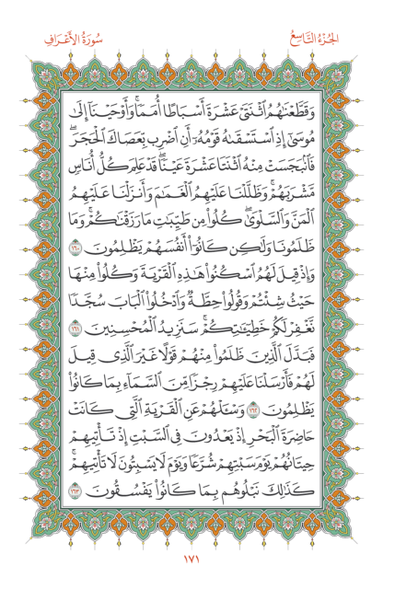 الجُزْءُ التَّاسِعُ
سُورَةُ الأَعْرَافِ
وَقَطَّعْنَٰهُمُ ٱثْنَتَىْ عَشْرَةَ أَسْبَاطًا أُمَمًا ۚ وَأَوْحَيْنَآ إِلَىٰ
مُوسَىٰٓ إِذِ ٱسْتَسْقَىٰهُ قَوْمُهُۥٓ أَنِ ٱضْرِب بِّعَصَاكَ ٱلْحَجَرَ ۖ
فَٱنۢبَجَسَتْ مِنْهُ ٱثْنَتَا عَشْرَةَ عَيْنًا ۖ قَدْ عَلِمَ كُلُّ أُنَاسٍ
مَّشْرَبَهُمْ ۚ وَظَلَّلْنَا عَلَيْهِمُ ٱلْغَمَٰمَ وَأَنزَلْنَا عَلَيْهِمُ
ٱلْمَنَّ وَٱلسَّلْوَىٰ ۖ كُلُوا۟ مِن طَيِّبَٰتِ مَا رَزَقْنَٰكُمْ ۚ وَمَا
ظَلَمُونَا وَلَٰكِن كَانُوٓا۟ أَنفُسَهُمْ يَظْلِمُونَ ١٦٠
وَإِذْ قِيلَ لَهُمُ ٱسْكُنُوا۟ هَٰذِهِ ٱلْقَرْيَةَ وَكُلُوا۟ مِنْهَا
حَيْثُ شِئْتُمْ وَقُولُوا۟ حِطَّةٌ وَٱدْخُلُوا۟ ٱلْبَابَ سُجَّدًا
نَّغْفِرْ لَكُمْ خَطِيٓـَٰٔتِكُمْ ۚ سَنَزِيدُ ٱلْمُحْسِنِينَ ١٦١
فَبَدَّلَ ٱلَّذِينَ ظَلَمُوا۟ مِنْهُمْ قَوْلًا غَيْرَ ٱلَّذِى قِيلَ
لَهُمْ فَأَرْسَلْنَا عَلَيْهِمْ رِجْزًا مِّنَ ٱلسَّمَآءِ بِمَا كَانُوا۟
يَظْلِمُونَ ١٦٢ وَسْـَٔلْهُمْ عَنِ ٱلْقَرْيَةِ ٱلَّتِى كَانَتْ
حَاضِرَةَ ٱلْبَحْرِ إِذْ يَعْدُونَ فِى ٱلسَّبْتِ إِذْ تَأْتِيهِمْ
حِيتَانُهُمْ يَوْمَ سَبْتِهِمْ شُرَّعًا وَيَوْمَ لَا يَسْبِتُونَ ۙ لَا تَأْتِيهِمْ ۚ
كَذَٰلِكَ نَبْلُوهُم بِمَا كَانُوا۟ يَفْسُقُونَ ١٦٣
١٧١